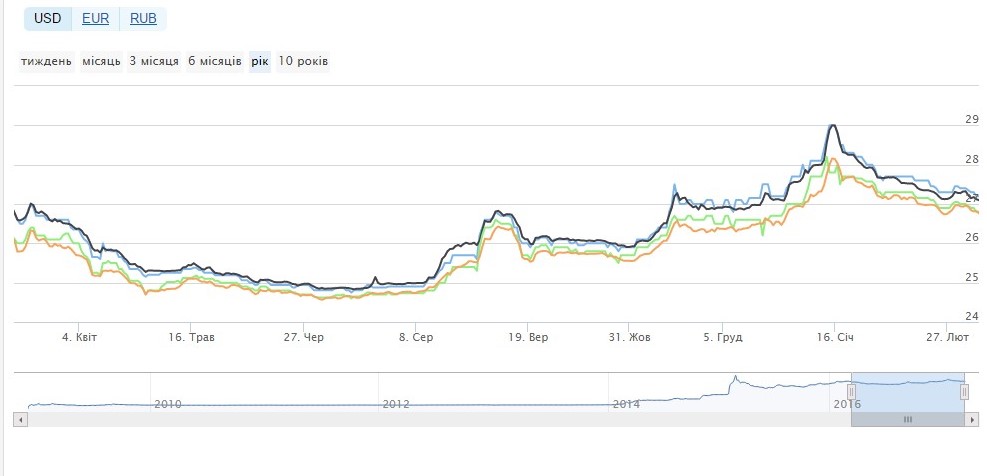 USD EUR RUB
тиждень місяць 3 місяця 6 місяців рік 10 років
29
28
27
26
25
24
4. Квіт 16. Трав 27. Чер 8. Сер 19. Вер 31. Жов 5. Груд 16. Січ 27. Лют
2010 2012 2014 2016